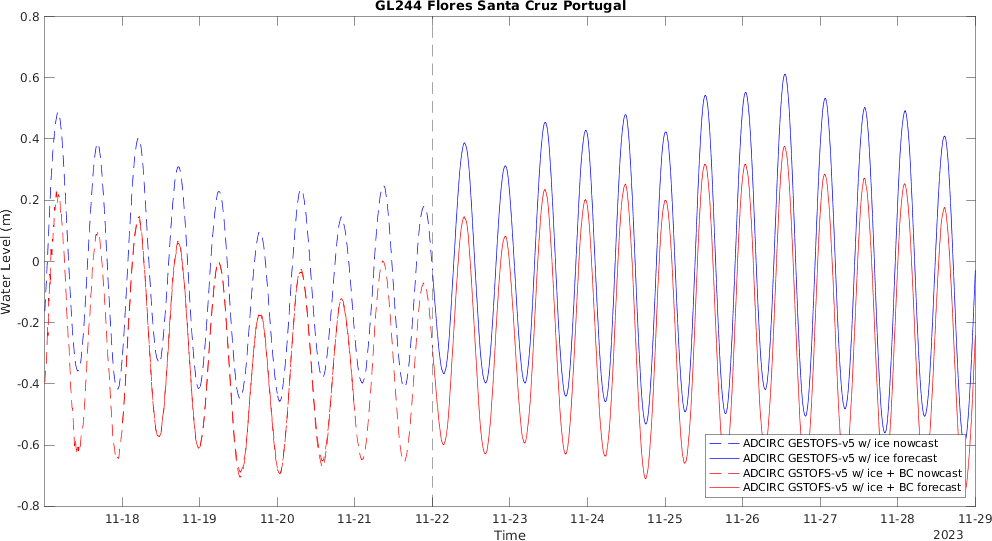 GL244 Flores Santa Cruz Portugal
0.8
0.6
0.4
0.2
0
-0.2
-0.4
-0.6
-0.8
Water Level (m)
ADCIRC GESTOFS-v5 w/ ice nowcast
ADCIRC GESTOFS-v5 w/ ice forecast
ADCIRC GSTOFS-v5 w/ ice + BC nowcast
ADCIRC GSTOFS-v5 w/ ice + BC forecast
11-18 11-19 11-20 11-21 11-22 11-23 11-24 11-25 11-26 11-27 11-28 11-29
Time
2023